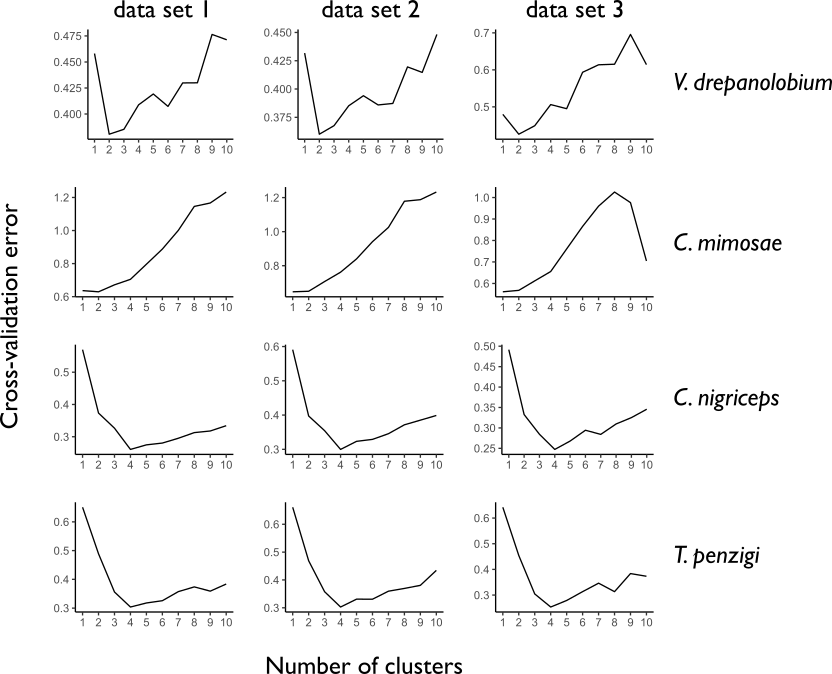 data set 1 data set 2 data set 3
0.475
0.450
0.425
0.400
1 2 3 4 5 6 7 8 9 10
0.450
0.425
0.400
0.375
1 2 3 4 5 6 7 8 9 10
0.7
0.6
0.5
1 2 3 4 5 6 7 8 9 10
V. drepanolobium
1.2
1.0
0.8
0.6
1 2 3 4 5 6 7 8 9 10
1.2
1.0
0.8
1 2 3 4 5 6 7 8 9 10
1.0
0.9
0.8
0.7
0.6
1 2 3 4 5 6 7 8 9 10
C. mimosae
Cross-validation error
0.5
0.4
0.3
1 2 3 4 5 6 7 8 9 10
0.6
0.5
0.4
0.3
1 2 3 4 5 6 7 8 9 10
0.50
0.45
0.40
0.35
0.30
0.25
1 2 3 4 5 6 7 8 9 10
C. nigriceps
0.6
0.5
0.4
0.3
1 2 3 4 5 6 7 8 9 10
0.6
0.5
0.4
0.3
1 2 3 4 5 6 7 8 9 10
0.6
0.5
0.4
0.3
1 2 3 4 5 6 7 8 9 10
T. penzigi
Number of clusters